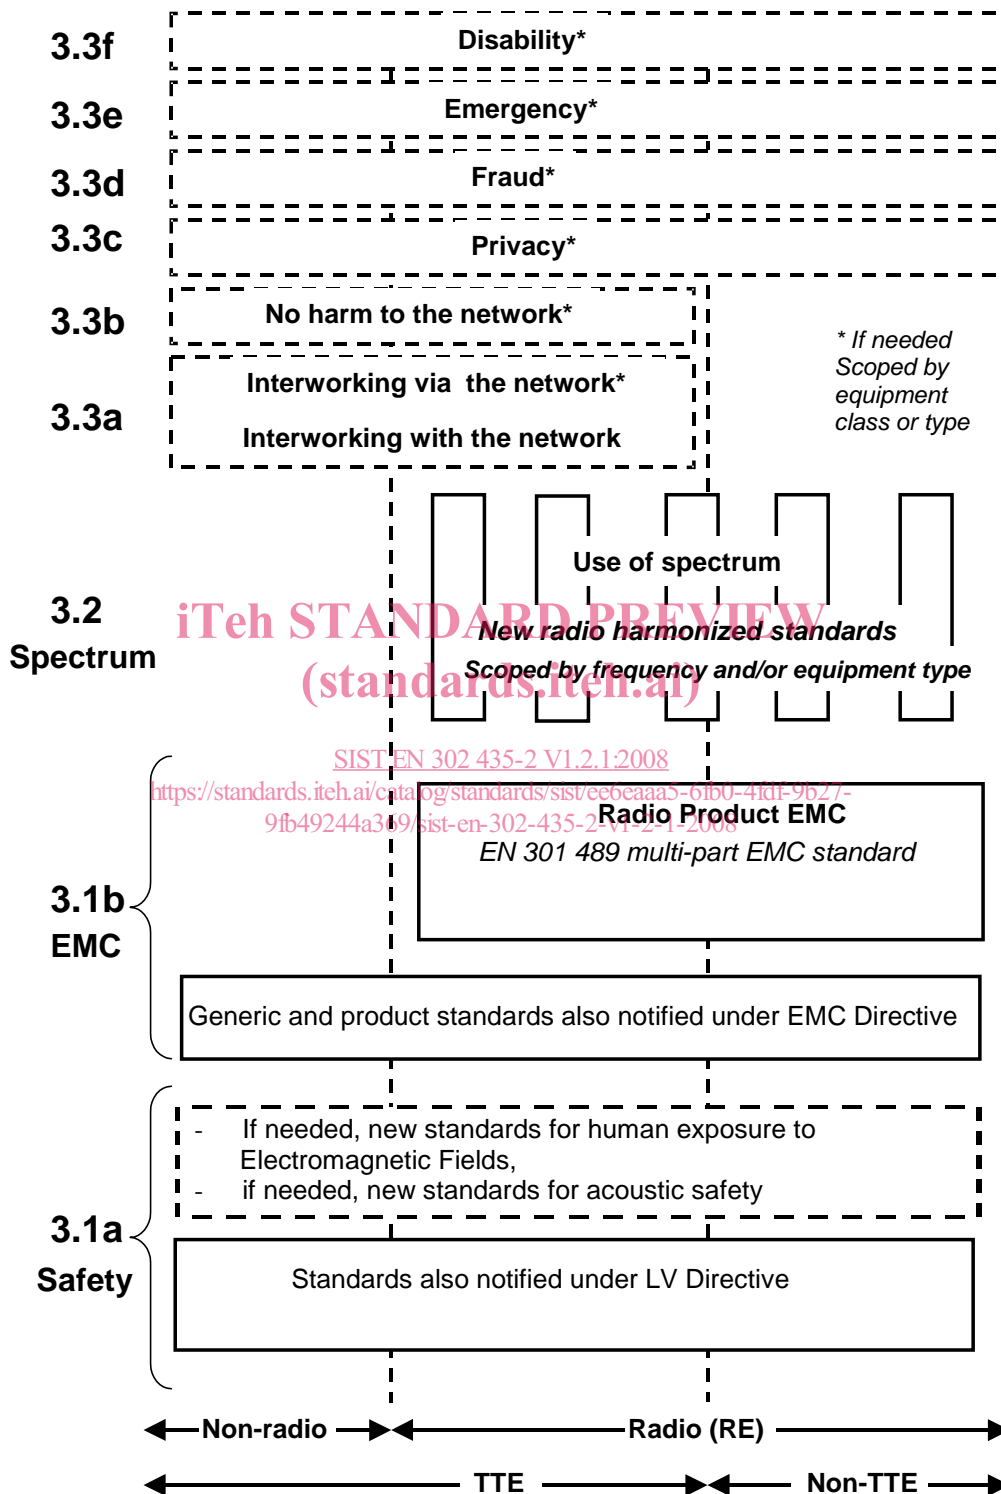 3.3f
Disability*
3.3e
Emergency*
3.3d
Fraud*
3.3c
Privacy*
3.3b
No harm to the network*
* If needed
Scoped by
equipment
class or type
3.3a
Interworking via the network*
Interworking with the network
Use of spectrum
3.2
Spectrum
iTeh STANDARD PREVIEW
New radio harmonized standards
(standards.iteh.ai)
Scoped by frequency and/or equipment type
SIST EN 302 435-2 V1.2.1:2008
https://standards.iteh.ai/catalog/standards/sist/ee6eaaa5-6fb0-4fdf-9b27-
9fb49244a369/sist-en-302-435-2-v1-2-1-2008
Radio Product EMC
EN 301 489 multi-part EMC standard
3.1b
EMC
Generic and product standards also notified under EMC Directive
- If needed, new standards for human exposure to
Electromagnetic Fields,
- if needed, new standards for acoustic safety
3.1a
Safety
Standards also notified under LV Directive
Non-radio
Radio (RE)
TTE
Non-TTE